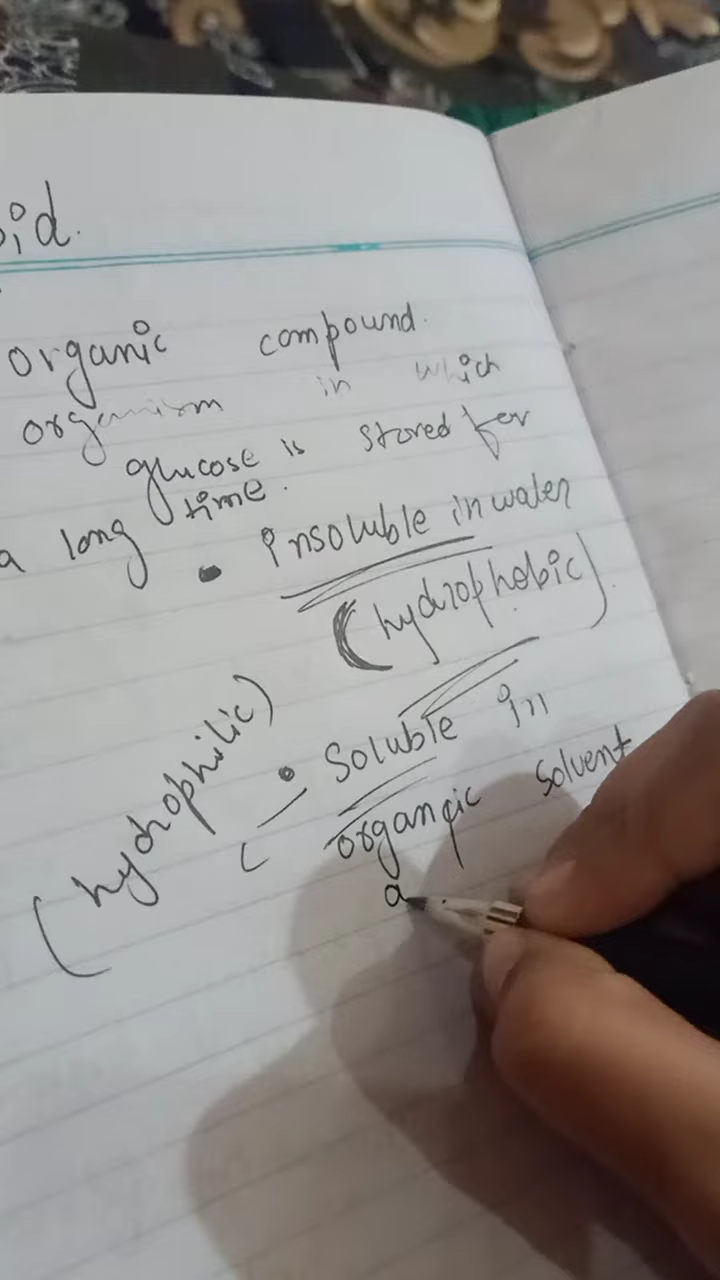 oid.
organic compound.
organism in which
glucose is stored for
a long time.
• insoluble in water
(hydrophobic)
(hydrophilic)
• Soluble in
organic solvent
a